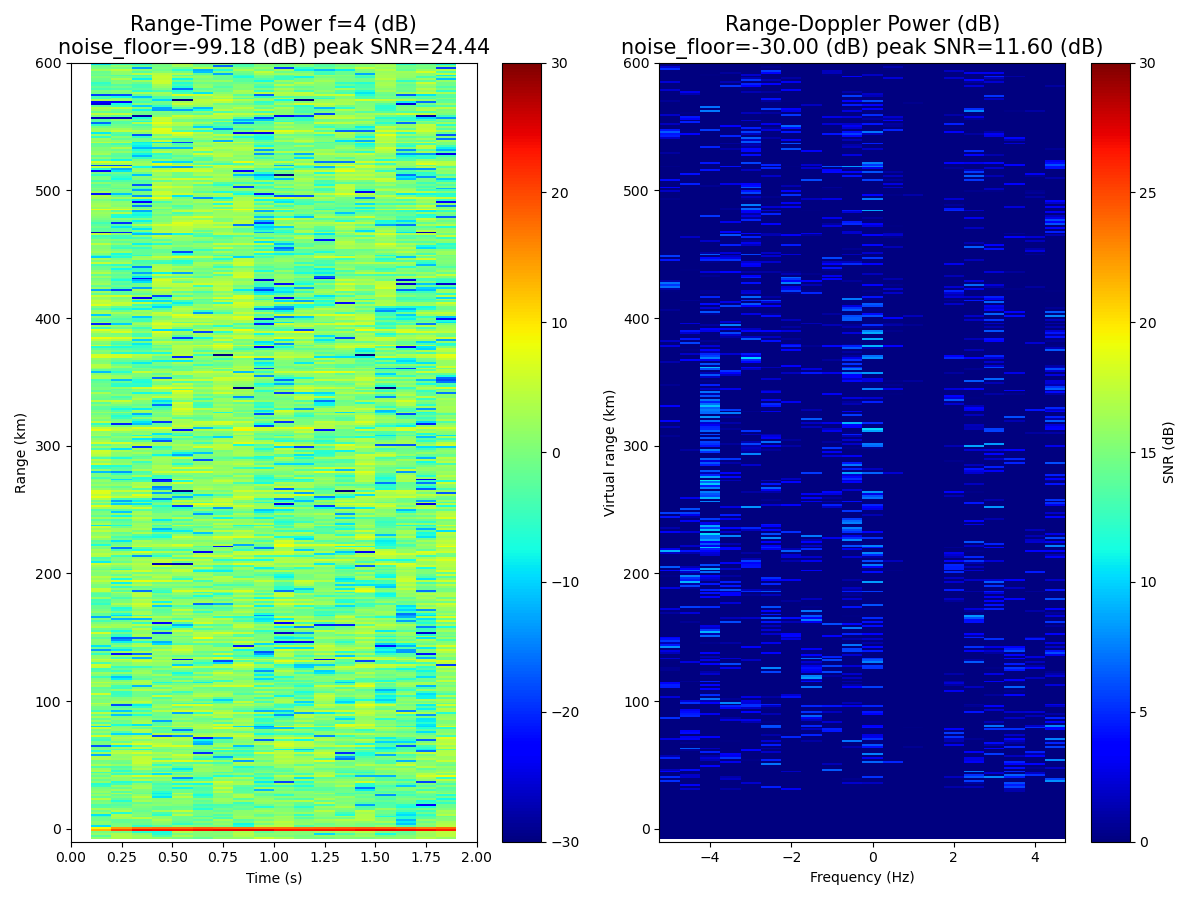 Range-Time Power f=4 (dB)
noise_floor=-99.18 (dB) peak SNR=24.44
Range (km)
600
500
400
300
200
100
0
0.00 0.25 0.50 0.75 1.00 1.25 1.50 1.75 2.00
Time (s)
30
20
10
0
−10
−20
−30
Range-Doppler Power (dB)
noise_floor=-30.00 (dB) peak SNR=11.60 (dB)
Virtual range (km)
600
500
400
300
200
100
0
−4 −2 0 2 4
Frequency (Hz)
30
25
20
15
10
5
0
SNR (dB)